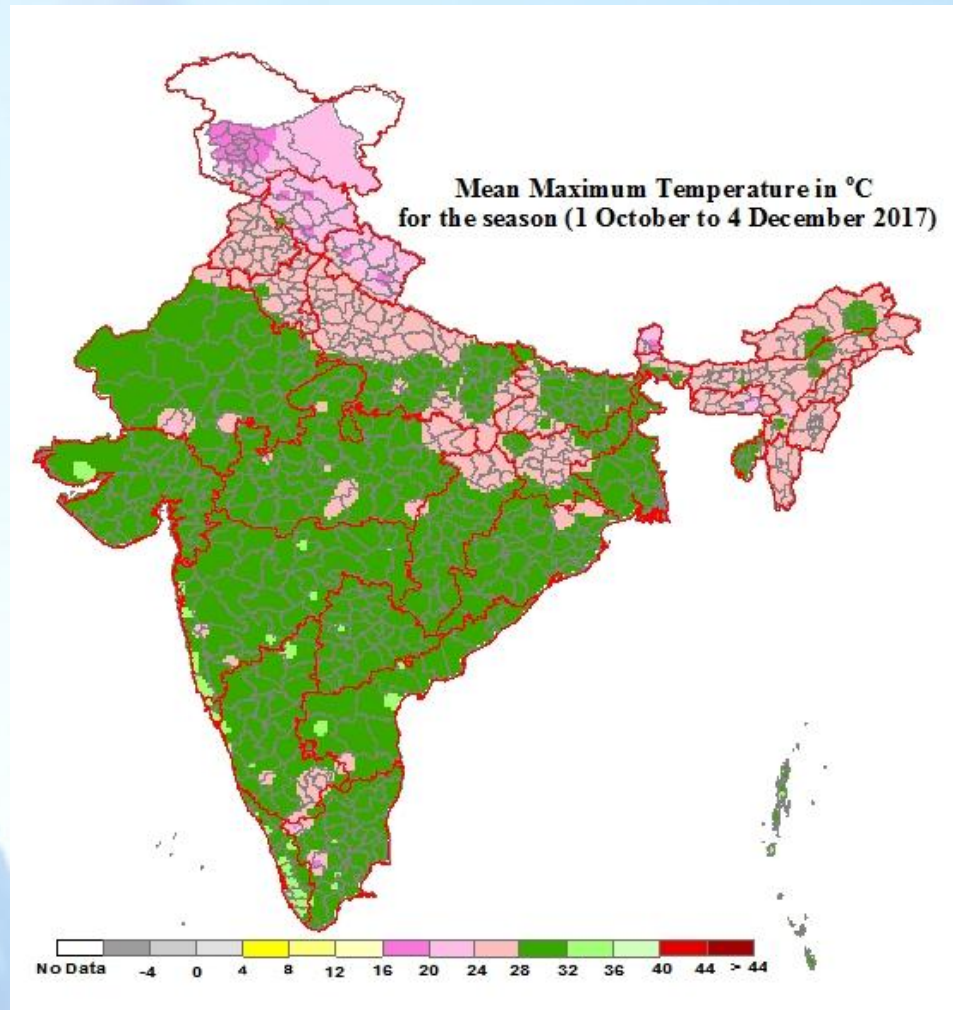 Mean Maximum Temperature in °C
for the season (1 October to 4 December 2017)
No Data -4 0 4 8 12 16 20 24 28 32 36 40 44 > 44